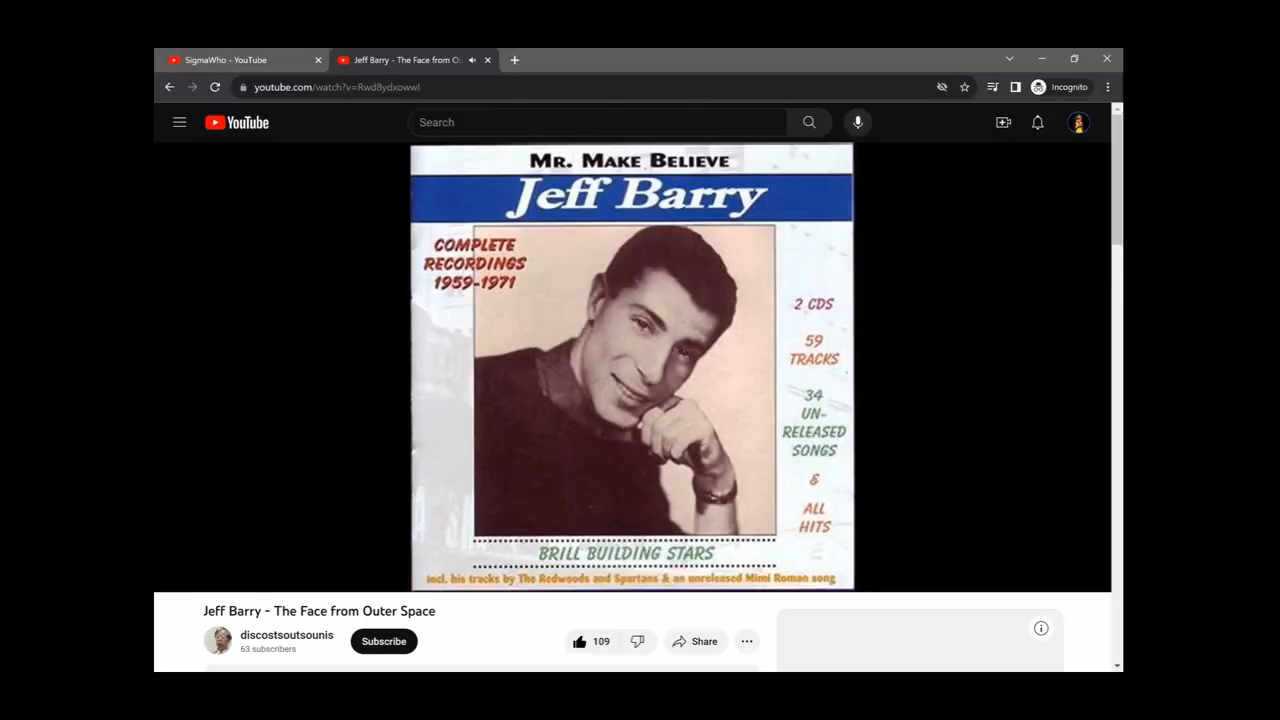 SigmaWho - YouTube
Jeff Barry - The Face from O
youtube.com/watch?v=Rwd8ydxowwI
Incognito
YouTube
Search
MR. MAKE BELIEVE
Jeff Barry
COMPLETE
RECORDINGS
1959-1971
2 CDS
59
TRACKS
34
UN-
RELEASED
SONGS
&
ALL
HITS
BRILL BUILDING STARS
incl. his tracks by The Redwoods and Spartans & an unreleased Mimi Roman song
Jeff Barry - The Face from Outer Space
discostsoutsounis
63 subscribers
Subscribe
109
Share